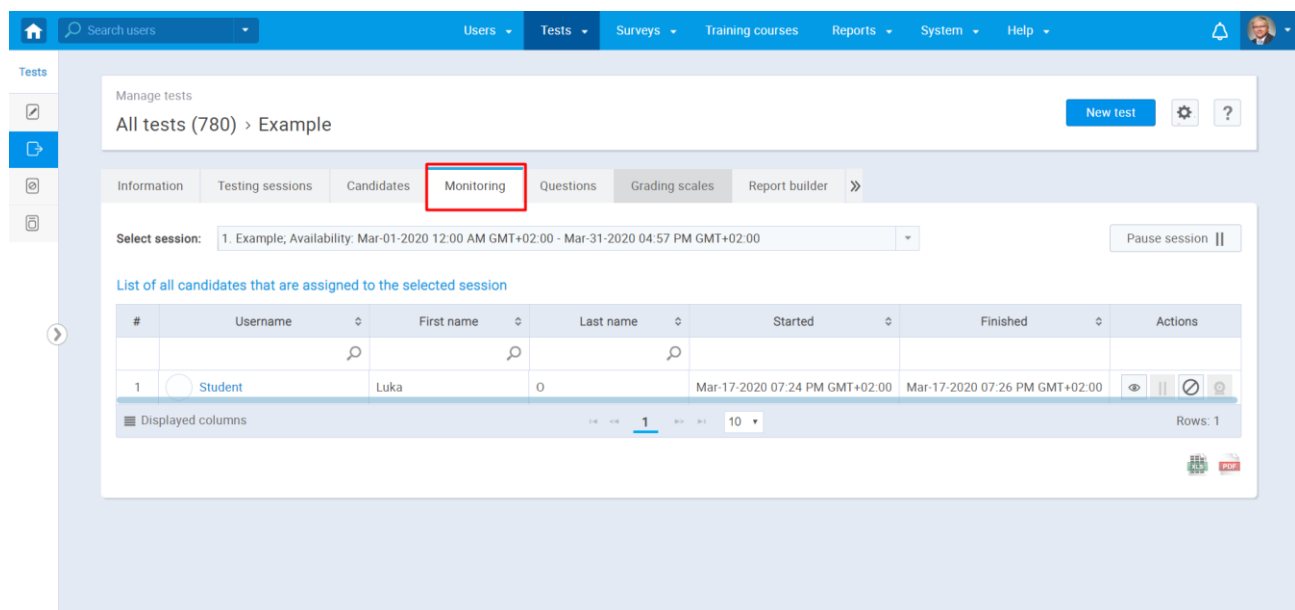 Search users
Users Tests Surveys Training courses Reports System Help
Tests
Manage tests
All tests (780) > Example
New test
?
Information Testing sessions Candidates Monitoring Questions Grading scales Report builder »
Select session: 1. Example; Availability: Mar-01-2020 12:00 AM GMT+02:00 - Mar-31-2020 04:57 PM GMT+02:00
Pause session
List of all candidates that are assigned to the selected session
# Username First name Last name Started Finished Actions
1 Student Luka O Mar-17-2020 07:24 PM GMT+02:00 Mar-17-2020 07:26 PM GMT+02:00
Displayed columns 1 10 Rows: 1
XLS PDF